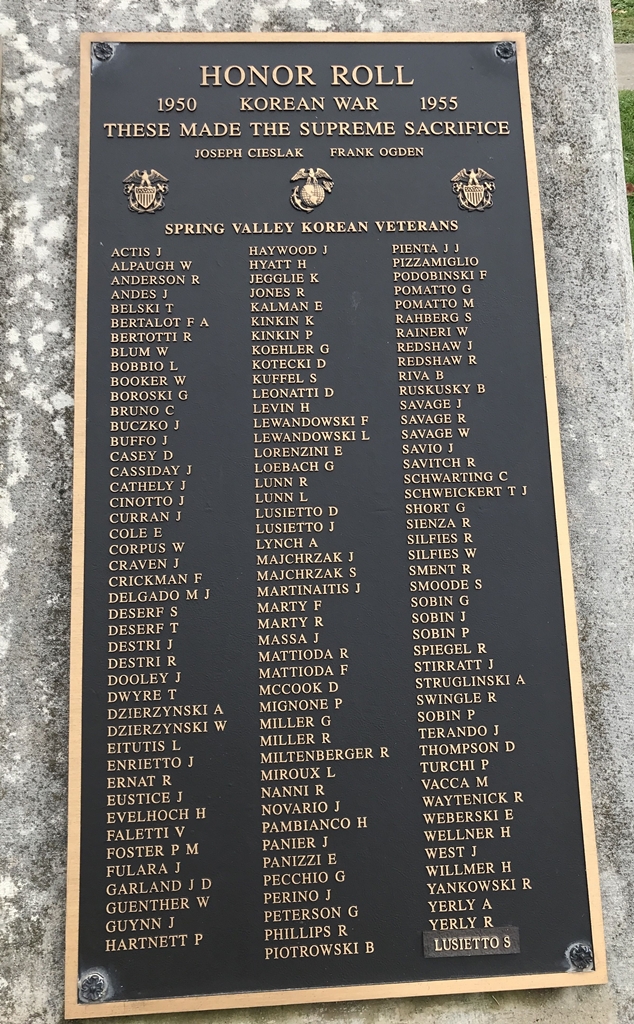 HONOR ROLL
1950 KOREAN WAR 1955
THESE MADE THE SUPREME SACRIFICE
JOSEPH CIESLAK FRANK OGDEN
SPRING VALLEY KOREAN VETERANS
ACTIS J
ALPAUGH W
ANDERSON R
ANDES J
BELSKI T
BERTALOT F A
BERTOTTI R
BLUM W
BOBBIO L
BOOKER W
BOROSKI G
BRUNO C
BUCZKO J
BUFFO J
CASEY D
CASSIDAY J
CATHELY J
CINOTTO J
CURRAN J
COLE E
CORPUS W
CRAVEN J
CRICKMAN F
DELGADO M J
DESERF S
DESERF T
DESTRI J
DESTRI R
DOOLEY J
DWYRE T
DZIERZYNSKI A
DZIERZYNSKI W
EITUTIS L
ENRIETTO J
ERNAT R
EUSTICE J
EVELHOCH H
FALETTI V
FOSTER P M
FULARA J
GARLAND J D
GUENTHER W
GUYNN J
HARTNETT P
HAYWOOD J
HYATT H
JEGGLIE K
JONES R
KALMAN E
KINKIN K
KINKIN P
KOEHLER G
KOTECKI D
KUFFEL S
LEONATTI D
LEVIN H
LEWANDOWSKI F
LEWANDOWSKI L
LORENZINI E
LOEBACH G
LUNN R
LUNN L
LUSIETTO D
LUSIETTO J
LYNCH A
MAJCHRZAK J
MAJCHRZAK S
MARTINAITIS J
MARTY F
MARTY R
MASSA J
MATTIODA R
MATTIODA F
MCCOOK D
MIGNONE P
MILLER G
MILLER R
MILTENBERGER R
MIROUX L
NANNI R
NOVARIO J
PAMBIANCO H
PANIER J
PANIZZI E
PECCHIO G
PERINO J
PETERSON G
PHILLIPS R
PIOTROWSKI B
PIENTA J J
PIZZAMIGLIO
PODOBINSKI F
POMATTO G
POMATTO M
RAHBERG S
RAINERI W
REDSHAW J
REDSHAW R
RIVA B
RUSKUSKY B
SAVAGE J
SAVAGE R
SAVAGE W
SAVIO J
SAVITCH R
SCHWARTING C
SCHWEICKERT T J
SHORT G
SIENZA R
SILFIES R
SILFIES W
SMENT R
SMOODE S
SOBIN G
SOBIN J
SOBIN P
SPIEGEL R
STIRRATT J
STRUGLINSKI A
SWINGLE R
SOBIN P
TERANDO J
THOMPSON D
TURCHI P
VACCA M
WAYTENICK R
WEBERSKI E
WELLNER H
WEST J
WILLMER H
YANKOWSKI R
YERLY A
YERLY R
LUSIETTO S